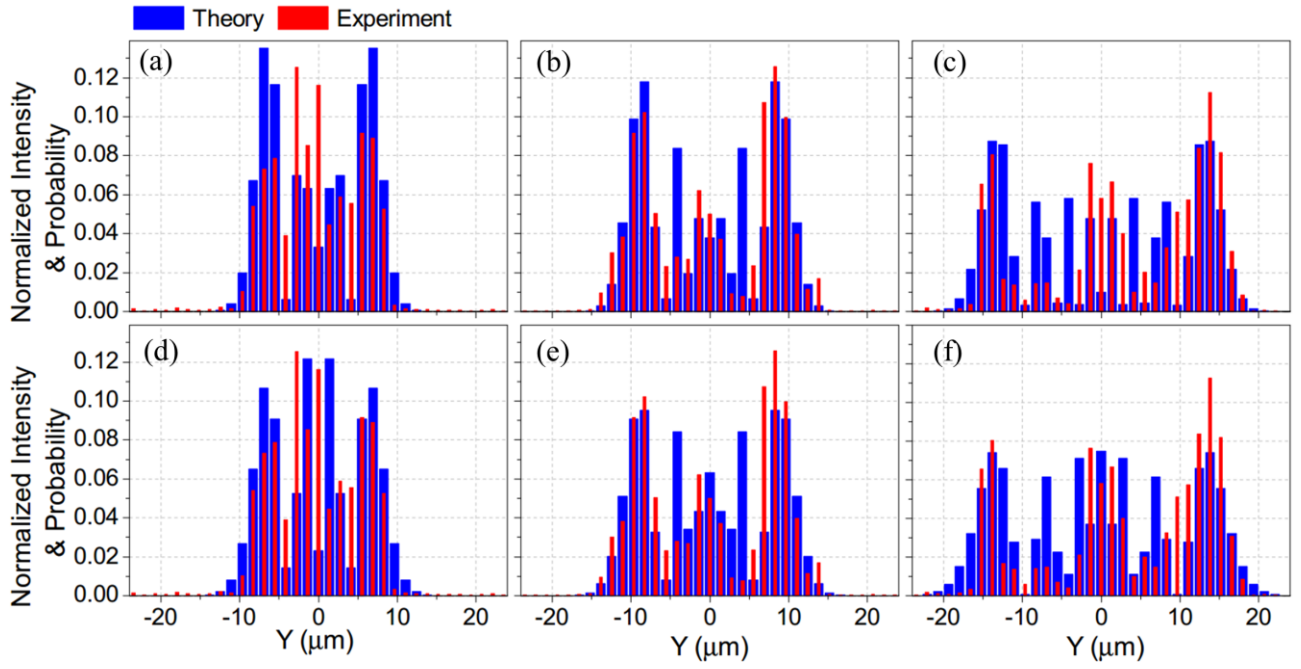 Theory Experiment
Normalized Intensity
& Probability
0.12
0.10
0.08
0.06
0.04
0.02
0.00
(a) (b) (c)
Normalized Intensity
& Probability
0.12
0.10
0.08
0.06
0.04
0.02
0.00
(d) (e) (f)
-20 -10 0 10 20 -20 -10 0 10 20 -20 -10 0 10 20
Y (μm) Y (μm) Y (μm)